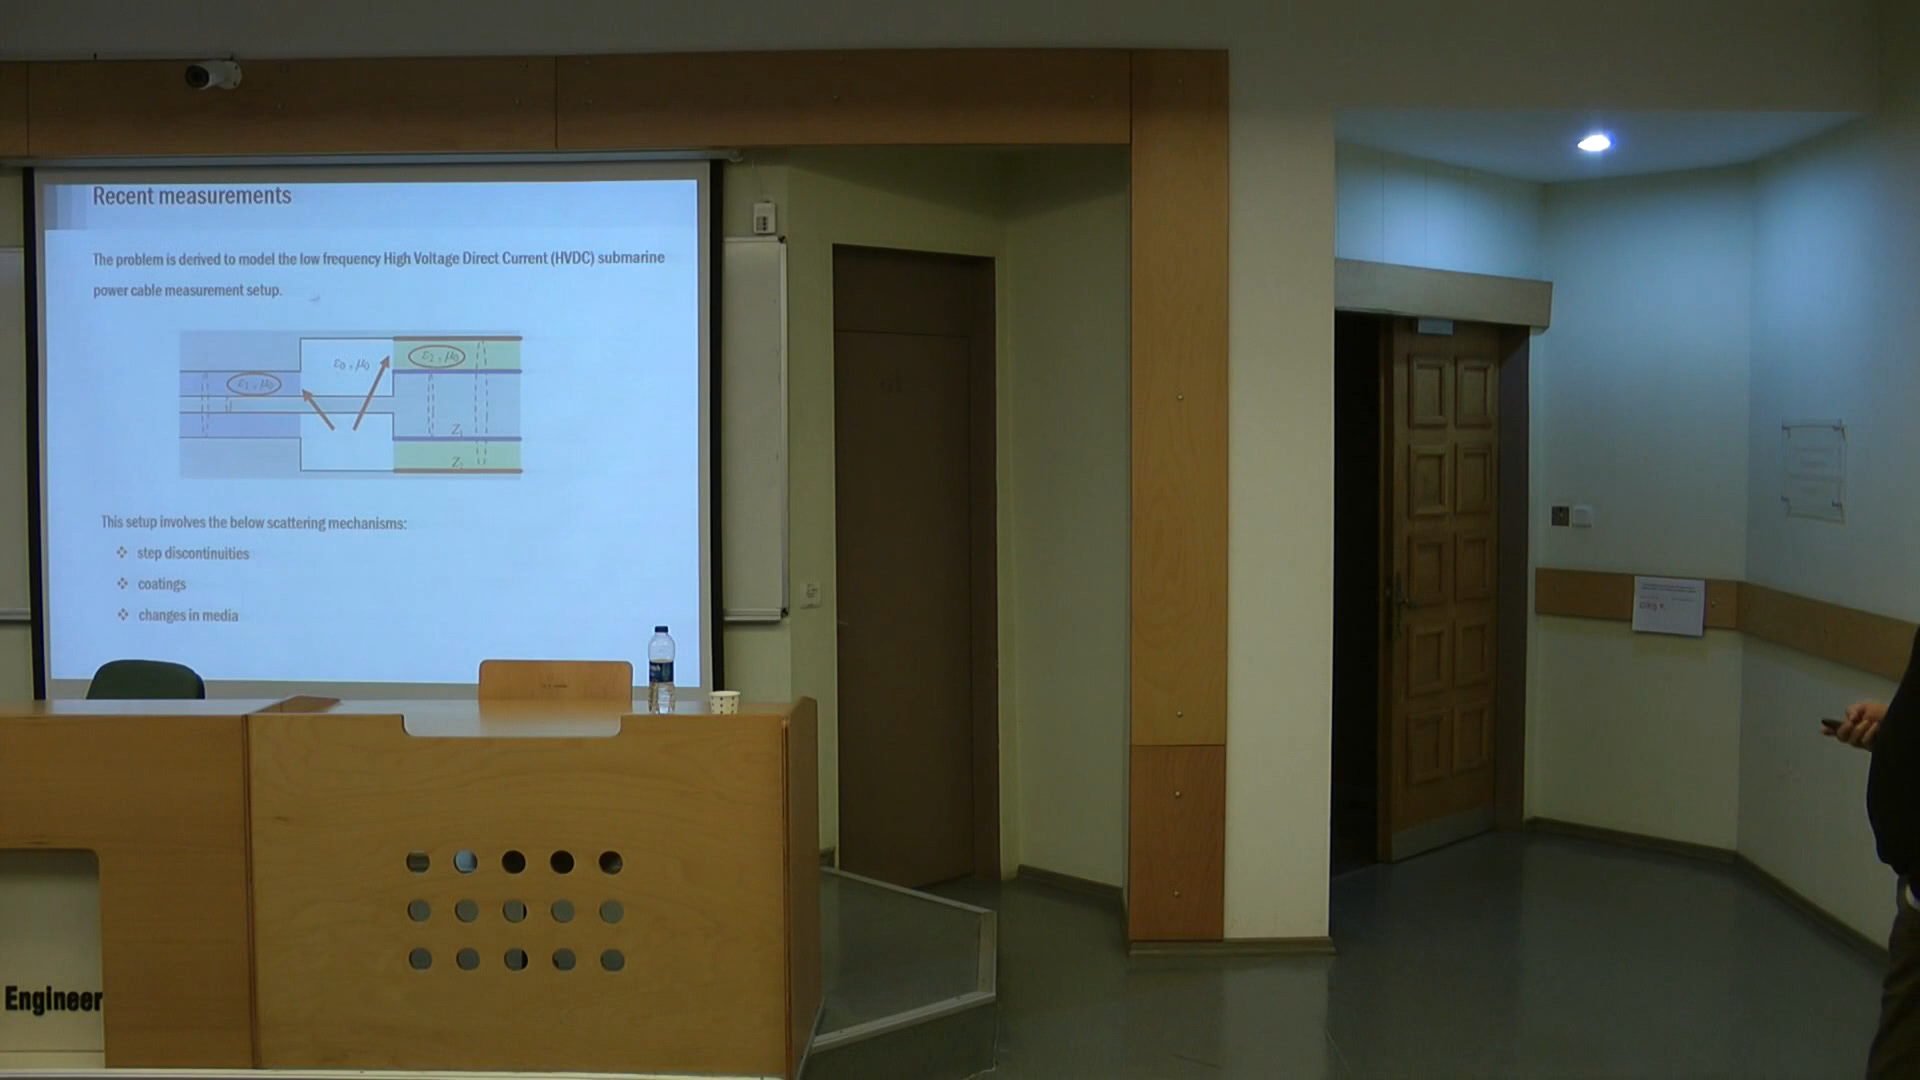 Recent measurements
The problem is derived to model the low frequency High Voltage Direct Current (HVDC) submarine
power cable measurement setup.
ε₀ , μ₀
ε₂ , μ₀
ε₁ , μ₀
Z₁
Z₂
This setup involves the below scattering mechanisms:
❖ step discontinuities
❖ coatings
❖ changes in media
Engineer